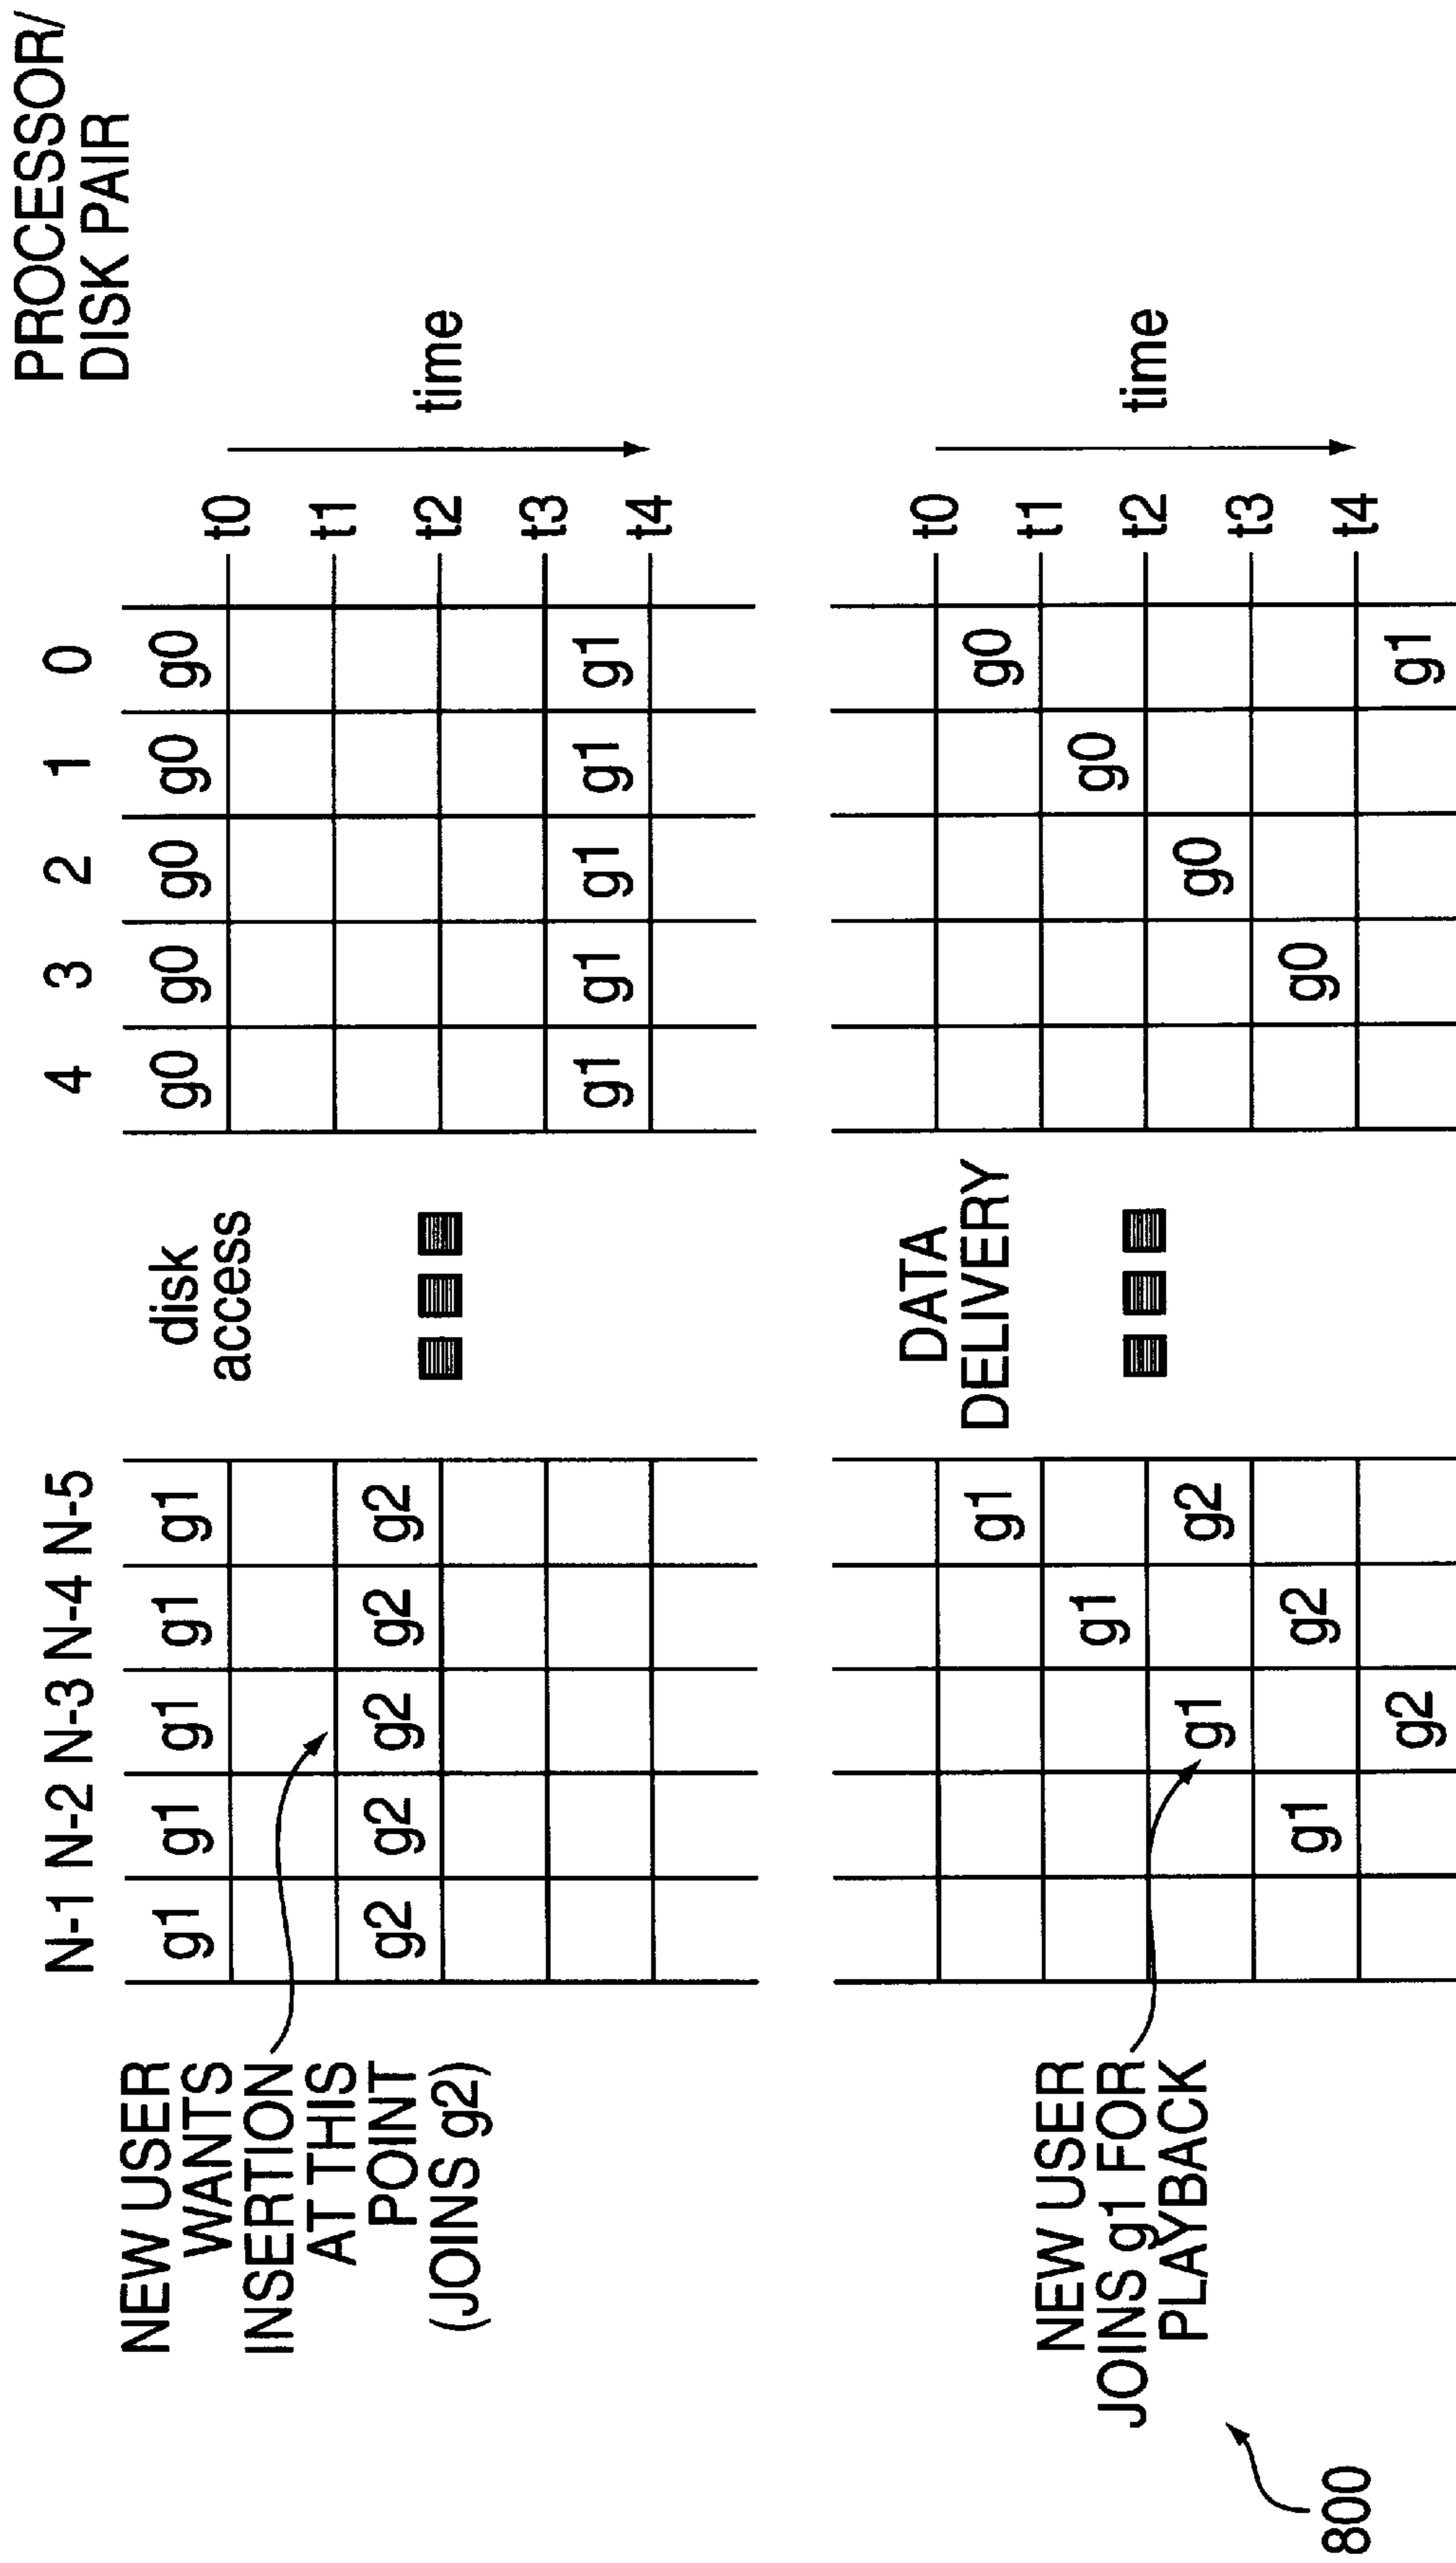 PROCESSOR/
DISK PAIR
N-1 N-2 N-3 N-4 N-5 4 3 2 1 0
NEW USER
WANTS
INSERTION
AT THIS
POINT
(JOINS g2)
g1 g1 g1 g1 g1
g2 g2 g2 g2 g2
disk
access
g0 g0 g0 g0 g0
g1 g1 g1 g1 g1
t0
t1
t2
t3
t4
time
NEW USER
JOINS g1 FOR
PLAYBACK
g1
g1
g1 g2
g1 g2
g2
DATA
DELIVERY
g0
g0
g0
g0
g1
t0
t1
t2
t3
t4
time
800